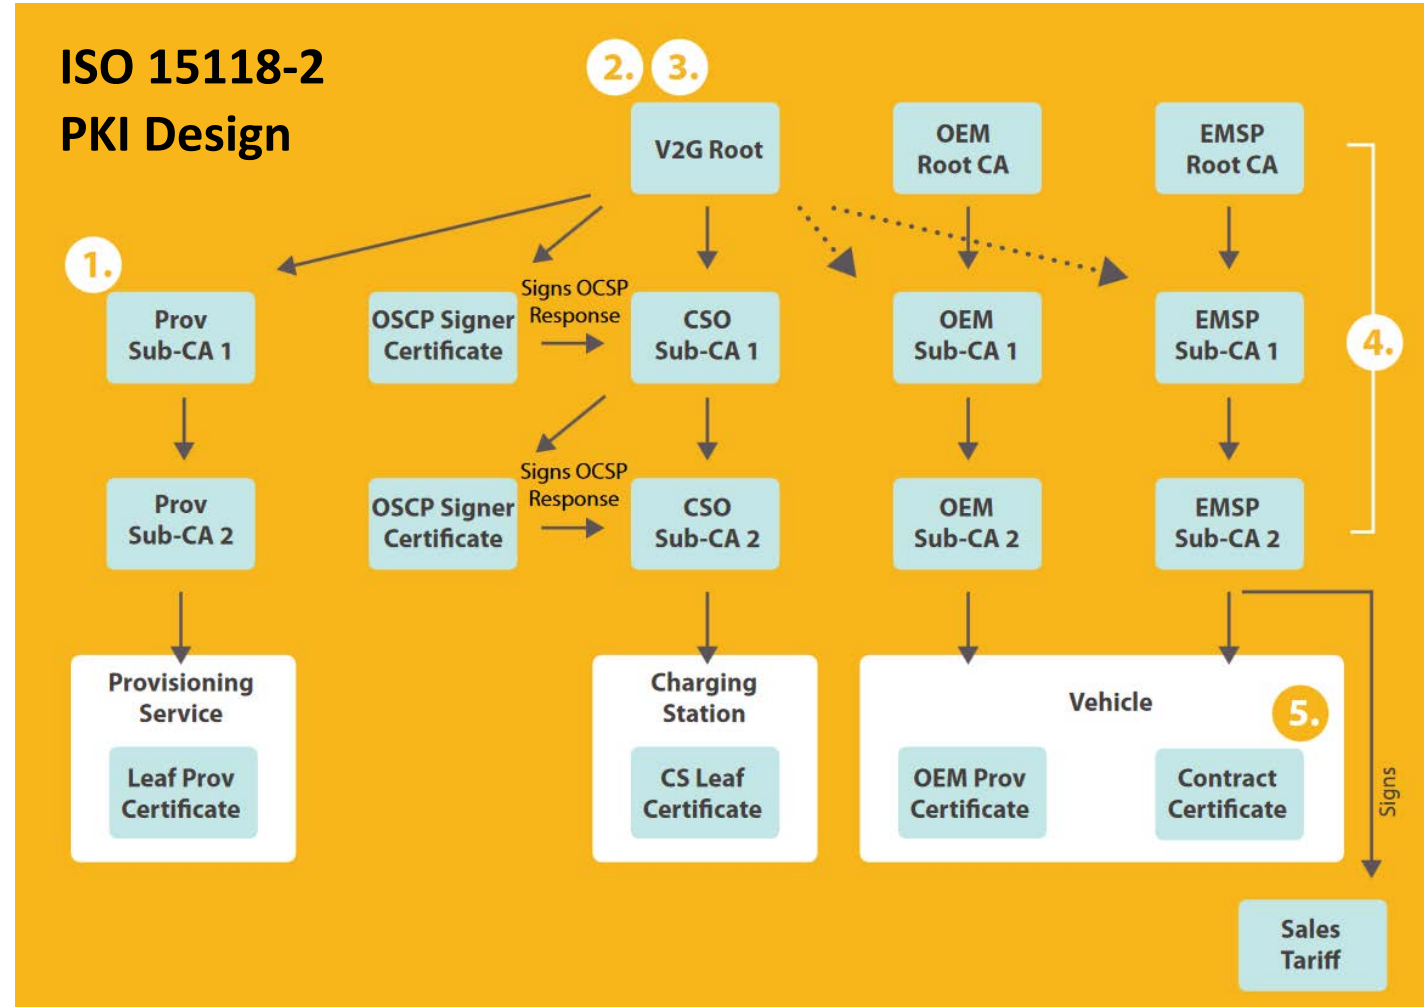 ISO 15118-2
PKI Design
2.
3.
V2G Root
OEM
Root CA
EMSP
Root CA
1.
Prov
Sub-CA 1
OSCP Signer
Certificate
Signs OCSP
Response
CSO
Sub-CA 1
OEM
Sub-CA 1
EMSP
Sub-CA 1
4.
Prov
Sub-CA 2
OSCP Signer
Certificate
Signs OCSP
Response
CSO
Sub-CA 2
OEM
Sub-CA 2
EMSP
Sub-CA 2
Provisioning
Service
Leaf Prov
Certificate
Charging
Station
CS Leaf
Certificate
Vehicle
5.
OEM Prov
Certificate
Contract
Certificate
Signs
Sales
Tariff